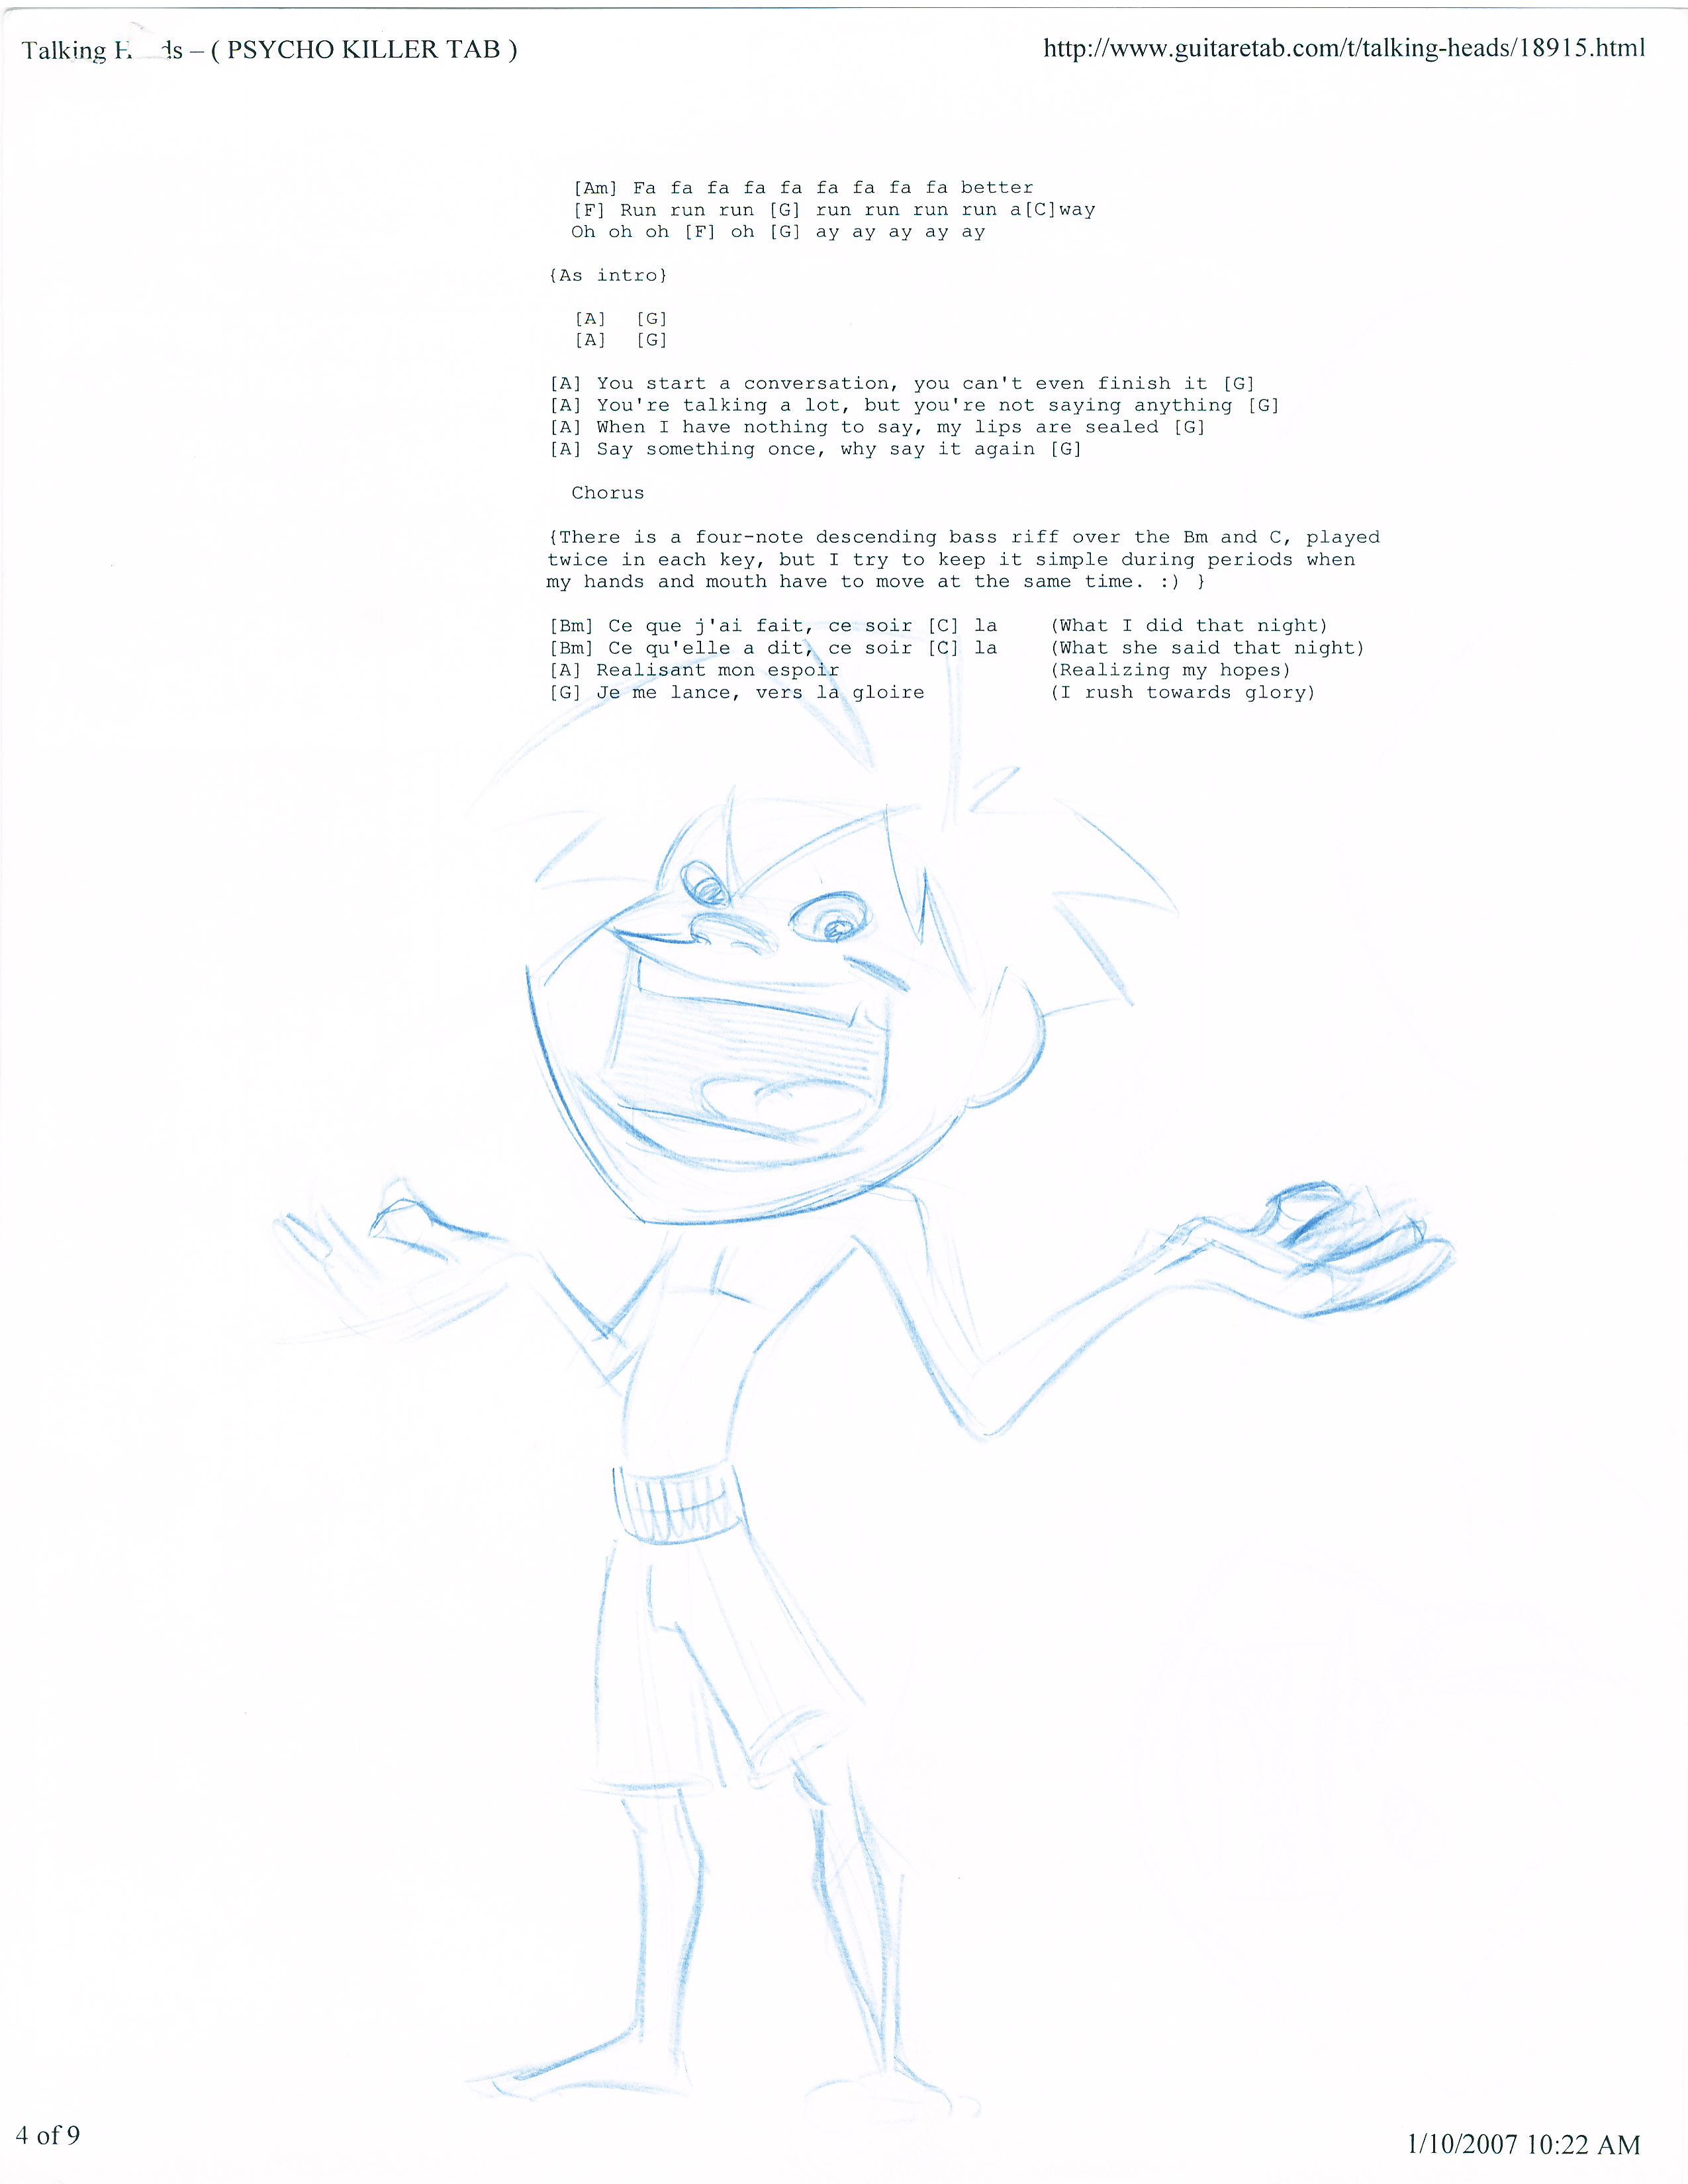 Talking – ( PSYCHO KILLER TAB ) http://www.guitaretab.com/t/talking-heads/18915.html
[Am] Fa fa fa fa fa fa fa fa fa better
[F] Run run run [G] run run run run a[C]way
Oh oh oh [F] oh [G] ay ay ay ay ay
{As intro}
[A] [G]
[A] [G]
[A] You start a conversation, you can't even finish it [G]
[A] You're talking a lot, but you're not saying anything [G]
[A] When I have nothing to say, my lips are sealed [G]
[A] Say something once, why say it again [G]
Chorus
{There is a four-note descending bass riff over the Bm and C, played
twice in each key, but I try to keep it simple during periods when
my hands and mouth have to move at the same time. :) }
[Bm] Ce que j'ai fait, ce soir [C] la (What I did that night)
[Bm] Ce qu'elle a dit, ce soir [C] la (What she said that night)
[A] Realisant mon espoir (Realizing my hopes)
[G] Je me lance, vers la gloire (I rush towards glory)
4 of 9 1/10/2007 10:22 AM